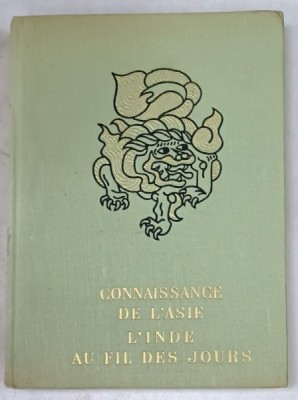 CONNAISSANCE
DE L'ASIE
L'INDE
AU FIL DES JOURS